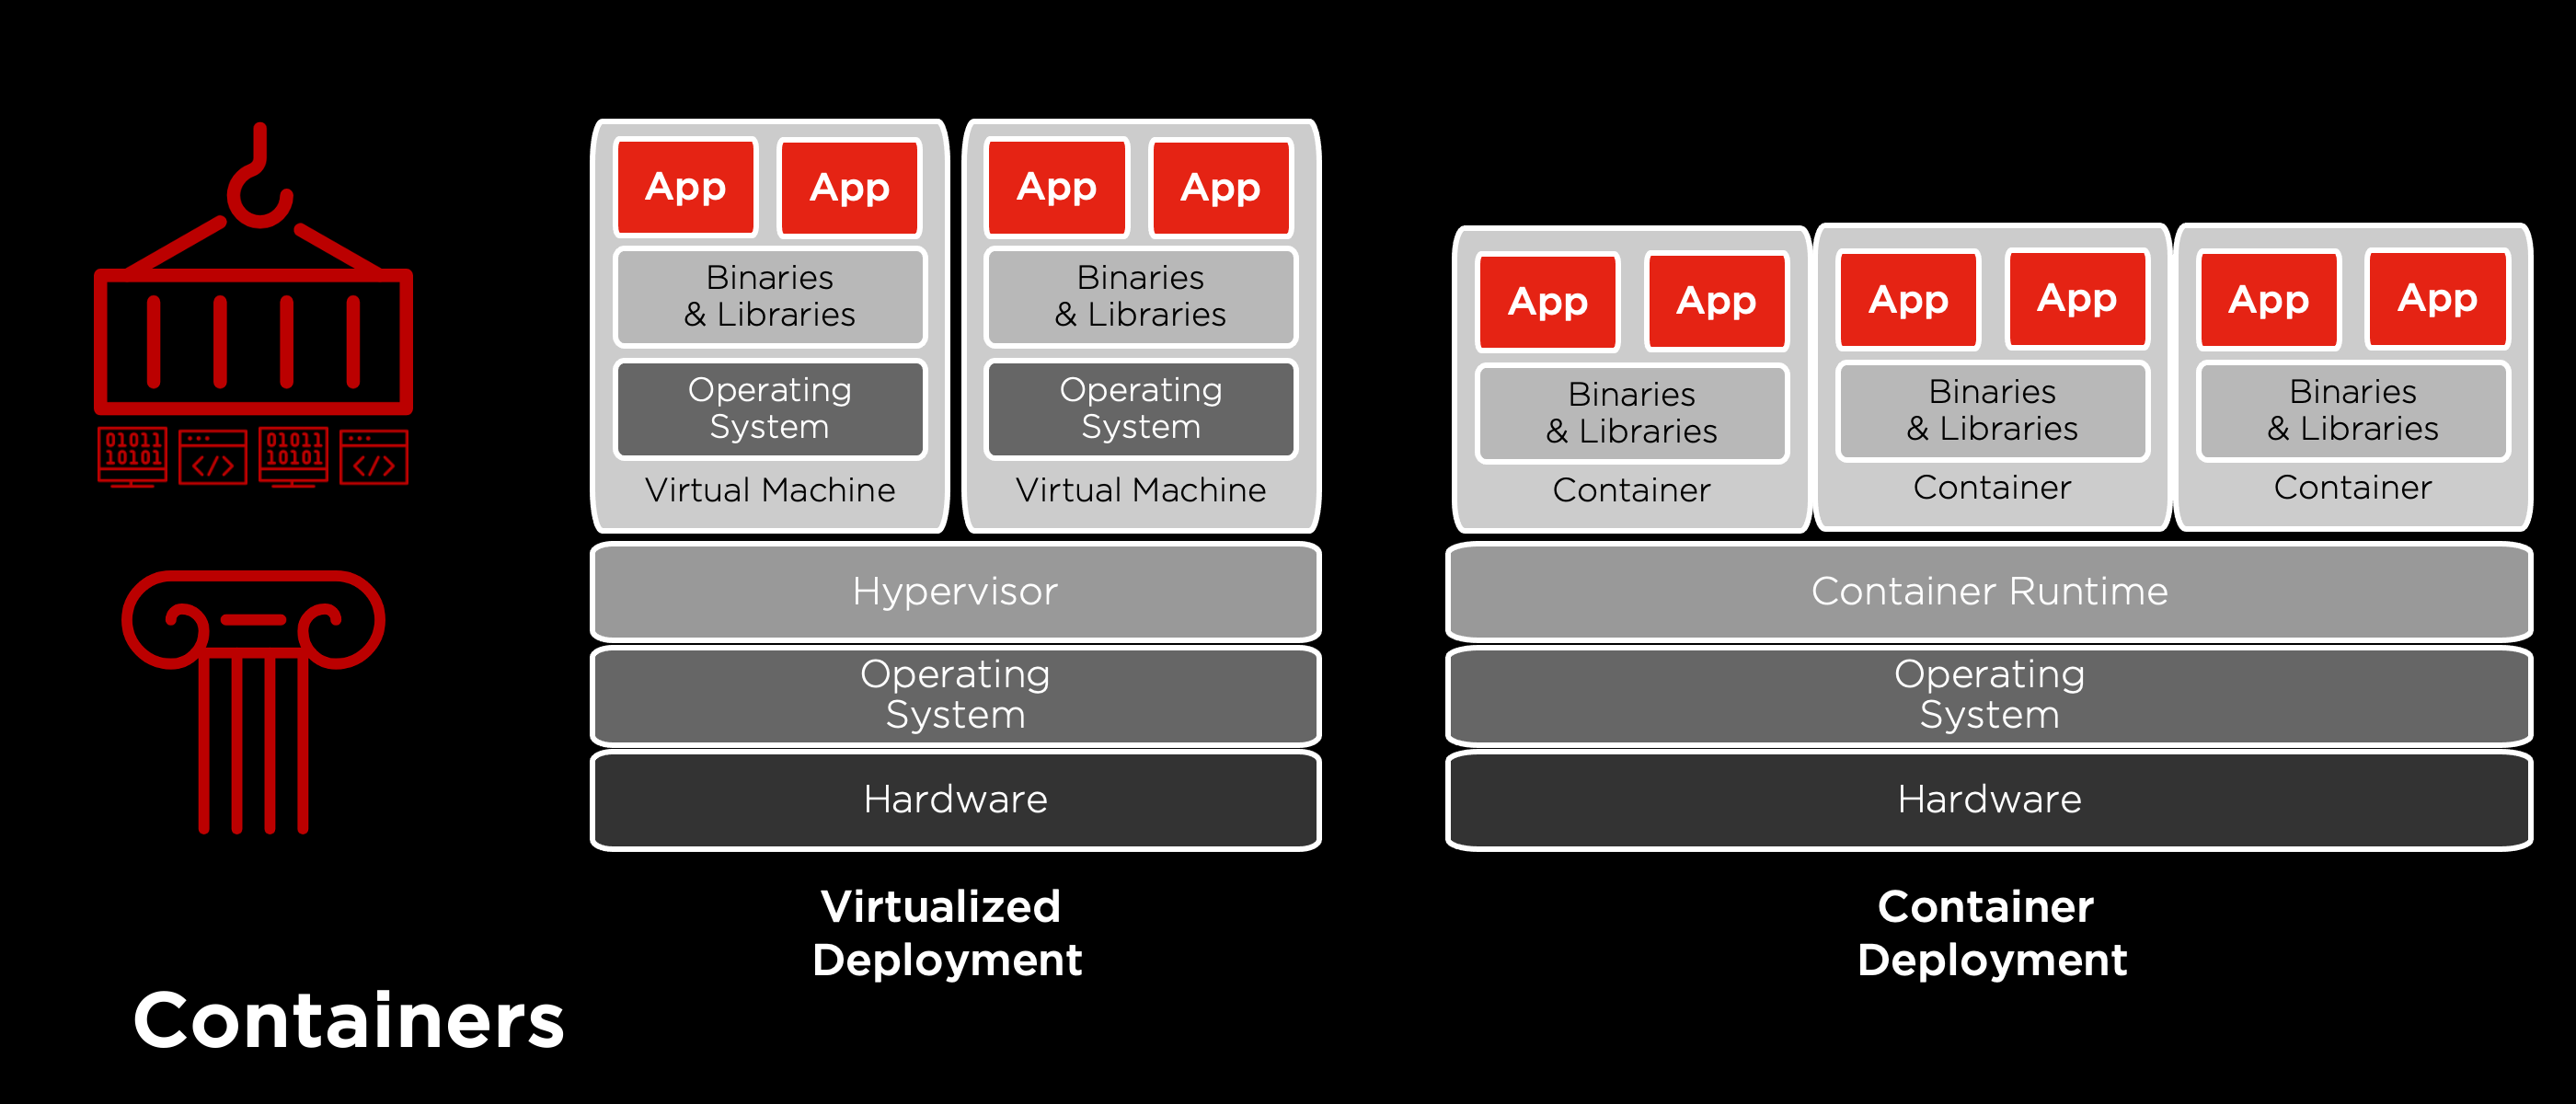 01011
10101
</>
01011
10101
</>
Containers
App
App
Binaries
& Libraries
Operating
System
Virtual Machine
App
App
Binaries
& Libraries
Operating
System
Virtual Machine
Hypervisor
Operating
System
Hardware
Virtualized
Deployment
App
App
Binaries
& Libraries
Container
App
App
Binaries
& Libraries
Container
App
App
Binaries
& Libraries
Container
Container Runtime
Operating
System
Hardware
Container
Deployment